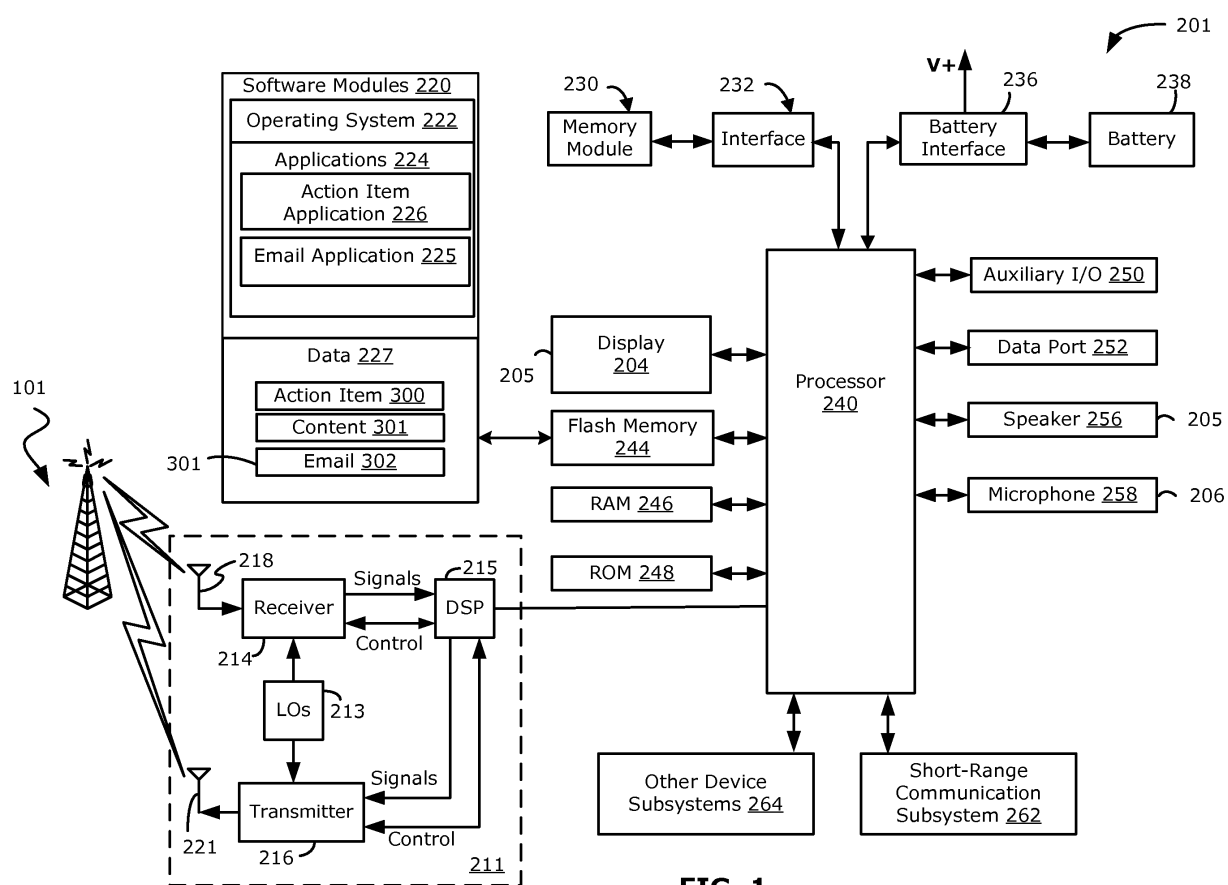 201
V+
230
232
236
238
Software Modules 220
Operating System 222
Applications 224
Action Item
Application 226
Email Application 225
Memory
Module
Interface
Battery
Interface
Battery
Data 227
Action Item 300
Content 301
Email 302
301
101
Display
204
205
Flash Memory
244
RAM 246
ROM 248
Processor
240
Auxiliary I/O 250
Data Port 252
Speaker 256
205
Microphone 258
206
218
Signals
215
Receiver
DSP
214
Control
LOs
213
Signals
Transmitter
221
216
Control
211
Other Device
Subsystems 264
Short-Range
Communication
Subsystem 262
FIG. 1